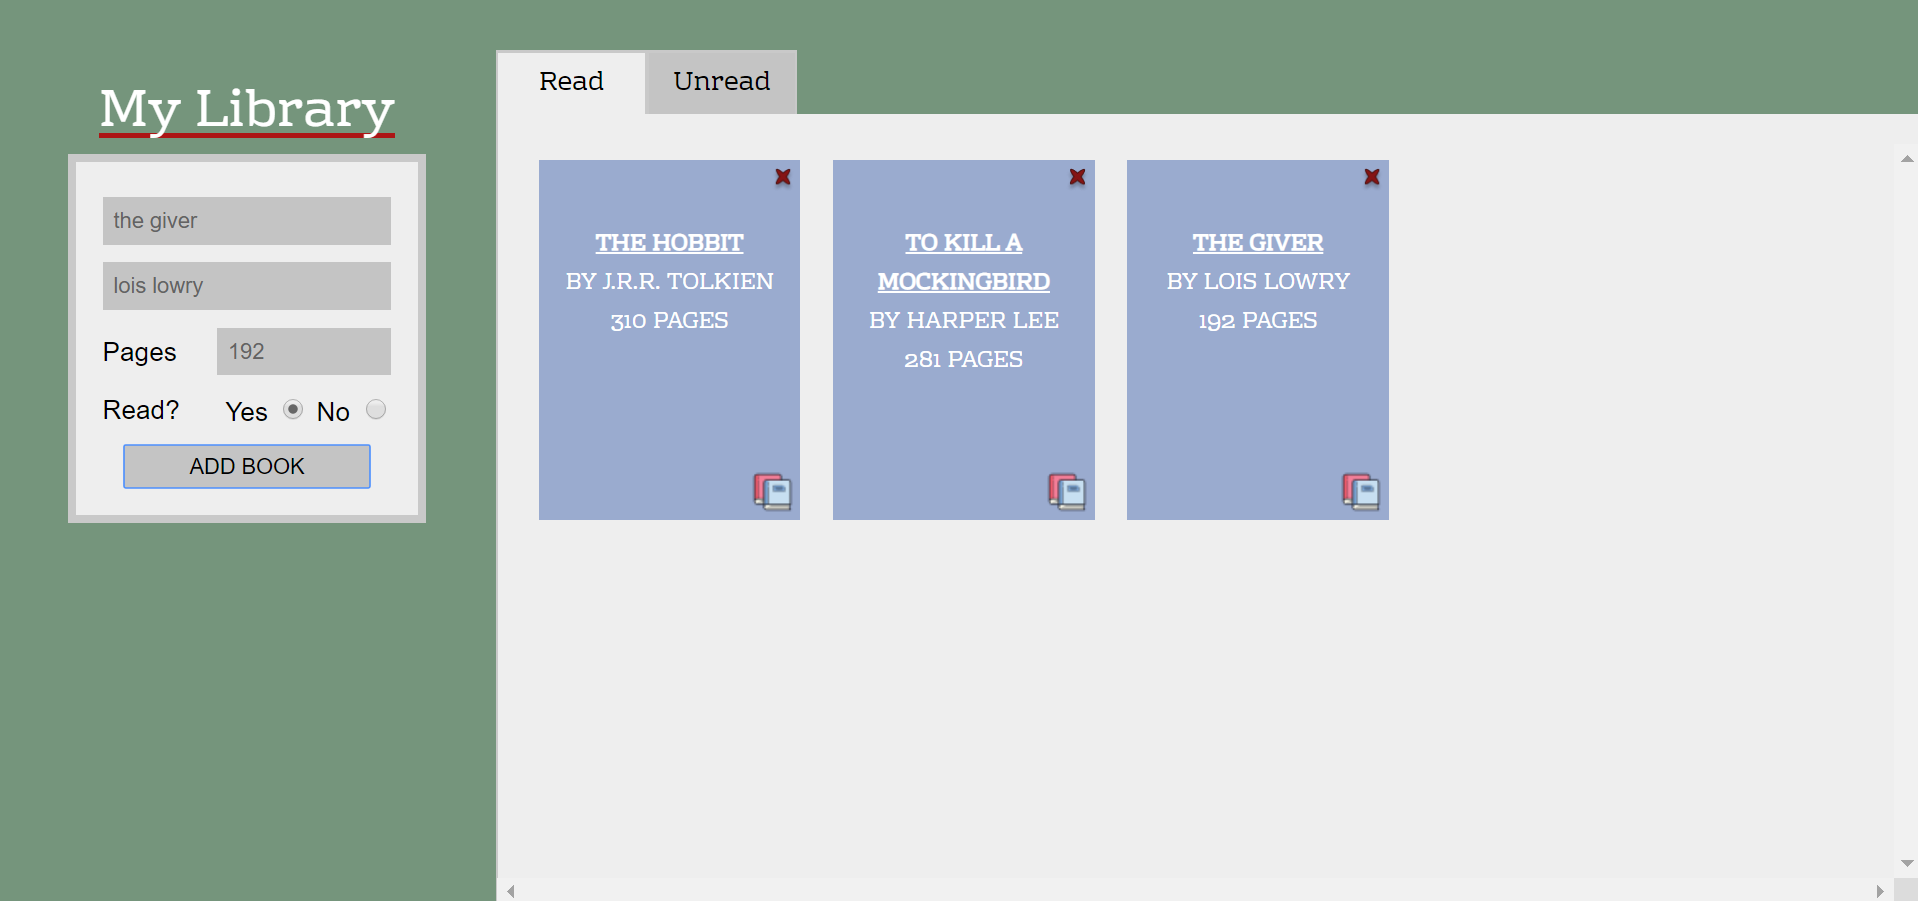 My Library
the giver
lois lowry
Pages 192
Read? Yes No
ADD BOOK
Read Unread
THE HOBBIT
BY J.R.R. TOLKIEN
310 PAGES
TO KILL A
MOCKINGBIRD
BY HARPER LEE
281 PAGES
THE GIVER
BY LOIS LOWRY
192 PAGES